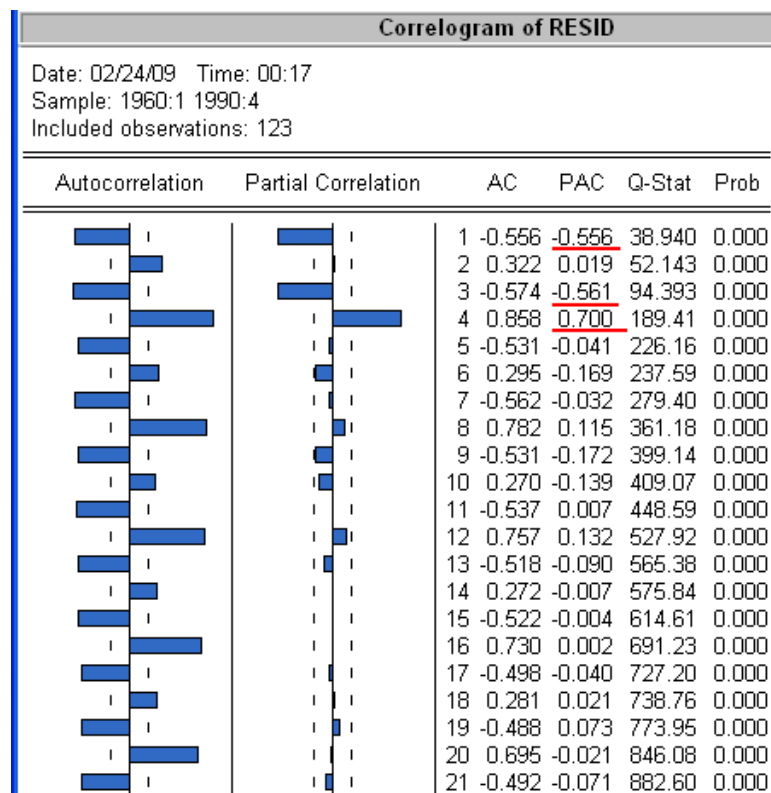 Correlogram of RESID
Date: 02/24/09 Time: 00:17
Sample: 1960:1 1990:4
Included observations: 123
Autocorrelation Partial Correlation AC PAC Q-Stat Prob
1 -0.556 -0.556 38.940 0.000
2 0.322 0.019 52.143 0.000
3 -0.574 -0.561 94.393 0.000
4 0.858 0.700 189.41 0.000
5 -0.531 -0.041 226.16 0.000
6 0.295 -0.169 237.59 0.000
7 -0.562 -0.032 279.40 0.000
8 0.782 0.115 361.18 0.000
9 -0.531 -0.172 399.14 0.000
10 0.270 -0.139 409.07 0.000
11 -0.537 0.007 448.59 0.000
12 0.757 0.132 527.92 0.000
13 -0.518 -0.090 565.38 0.000
14 0.272 -0.007 575.84 0.000
15 -0.522 -0.004 614.61 0.000
16 0.730 0.002 691.23 0.000
17 -0.498 -0.040 727.20 0.000
18 0.281 0.021 738.76 0.000
19 -0.488 0.073 773.95 0.000
20 0.695 -0.021 846.08 0.000
21 -0.492 -0.071 882.60 0.000